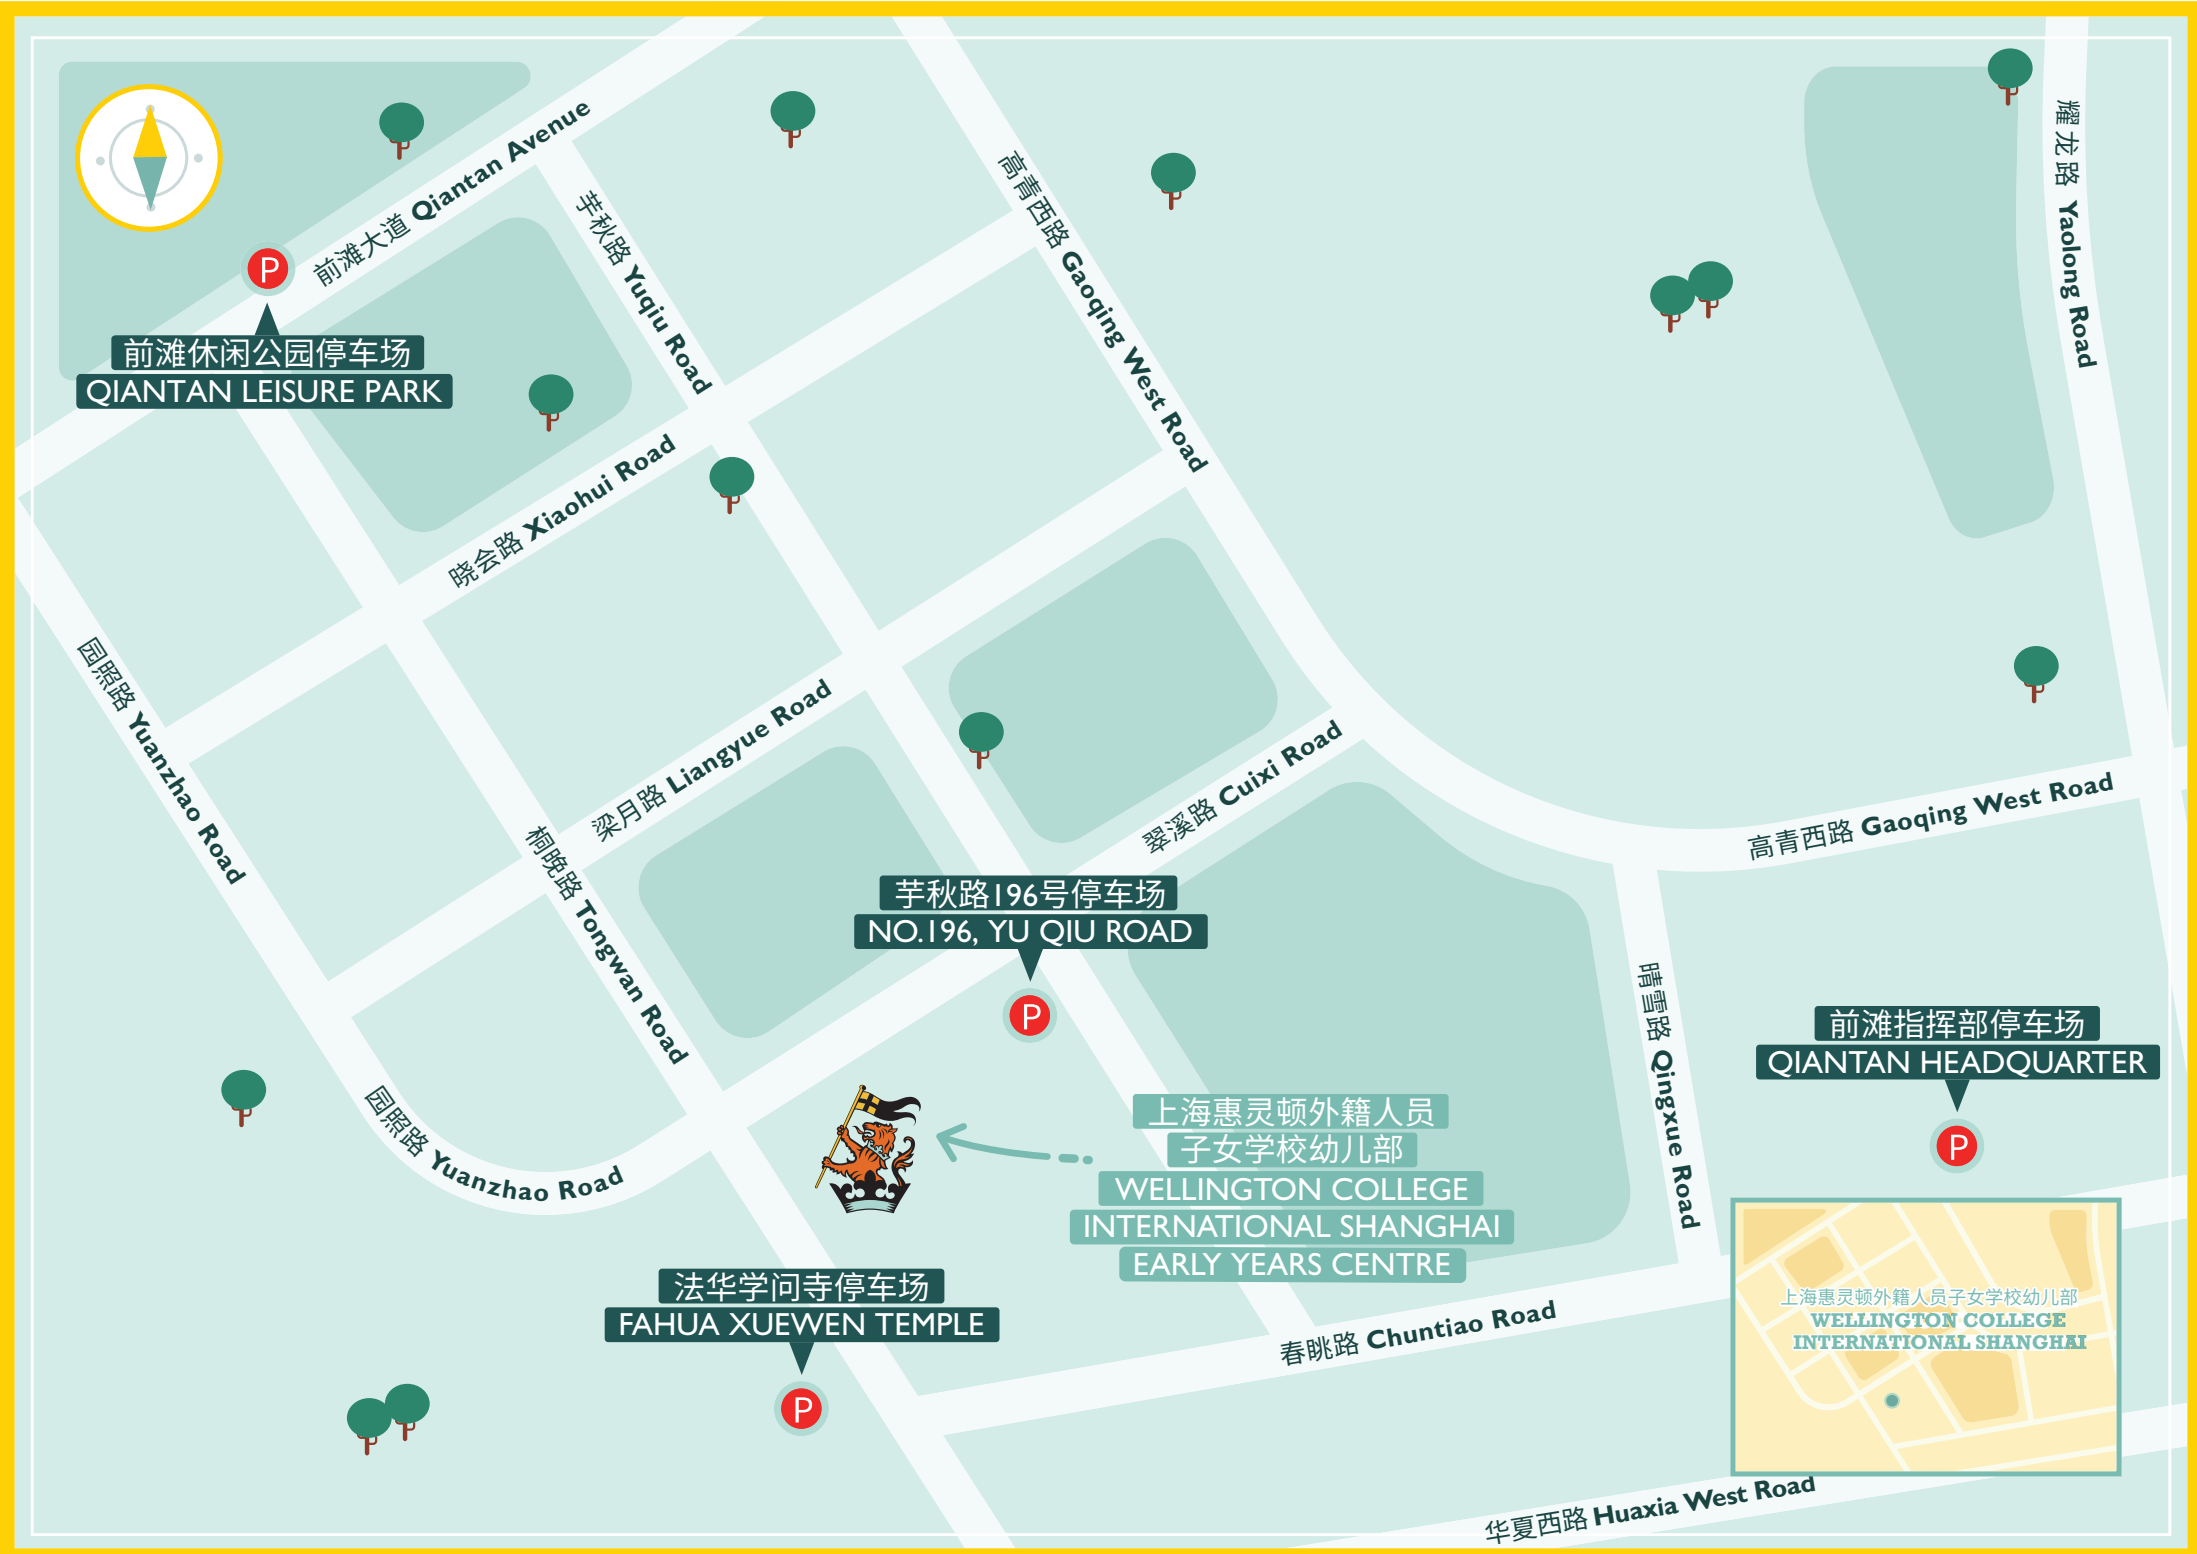 前滩大道 Qiantan Avenue
芋秋路 Yuqiu Road
高青西路 Gaoqing West Road
耀龙路 Yaolong Road
P
前滩休闲公园停车场
QIANTAN LEISURE PARK
晓会路 Xiaohui Road
园照路 Yuanzhao Road
梁月路 Liangyue Road
桐晚路 Tongwan Road
翠溪路 Cuixi Road
高青西路 Gaoqing West Road
芋秋路196号停车场
NO.196, YU QIU ROAD
P
晴雪路 Qingxue Road
前滩指挥部停车场
QIANTAN HEADQUARTER
P
园照路 Yuanzhao Road
上海惠灵顿外籍人员
子女学校幼儿部
WELLINGTON COLLEGE
INTERNATIONAL SHANGHAI
EARLY YEARS CENTRE
法华学问寺停车场
FAHUA XUEWEN TEMPLE
P
春眺路 Chuntiao Road
上海惠灵顿外籍人员子女学校幼儿部
WELLINGTON COLLEGE
INTERNATIONAL SHANGHAI
华夏西路 Huaxia West Road